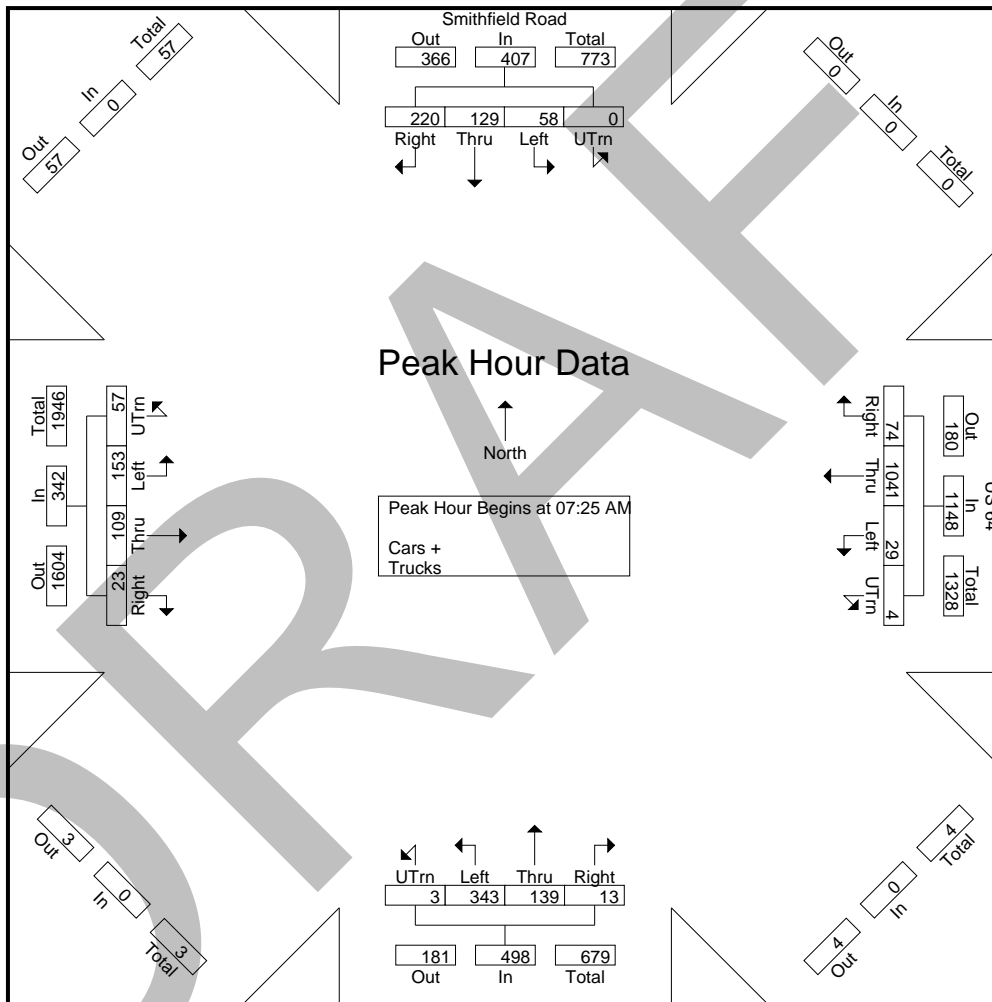 Smithfield Road
Out In Total
366 407 773
220 129 58 0
Right Thru Left UTrn
Total
57
In
0
Out
57
Out
0
In
0
Total
0
Peak Hour Data
North
Peak Hour Begins at 07:25 AM
Cars +
Trucks
Total In Out
1946 342 1604
57 153 109 23
UTrn Left Thru Right
US 64
Out In Total
180 1148 1328
74 1041 29 4
Right Thru Left UTrn
UTrn Left Thru Right
3 343 139 13
181 498 679
Out In Total
3
Out
0
In
3
Total
4
Total
0
In
4
Out
DRAF